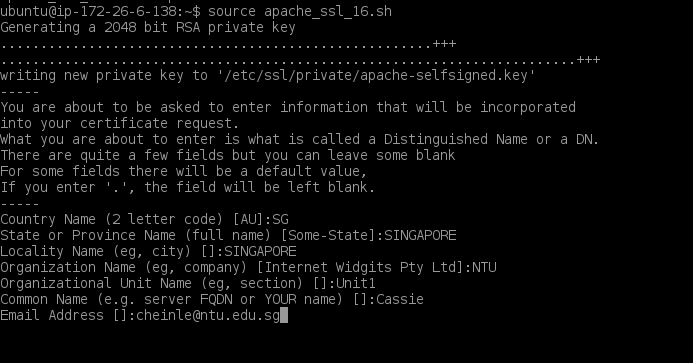 ubuntu@ip-172-26-6-138:~$ source apache_ssl_16.sh
Generating a 2048 bit RSA private key
......................................................+++
........................................................................+++
writing new private key to '/etc/ssl/private/apache-selfsigned.key'
-----
You are about to be asked to enter information that will be incorporated
into your certificate request.
What you are about to enter is what is called a Distinguished Name or a DN.
There are quite a few fields but you can leave some blank
For some fields there will be a default value,
If you enter '.', the field will be left blank.
-----
Country Name (2 letter code) [AU]:SG
State or Province Name (full name) [Some-State]:SINGAPORE
Locality Name (eg, city) []:SINGAPORE
Organization Name (eg, company) [Internet Widgits Pty Ltd]:NTU
Organizational Unit Name (eg, section) []:Unit1
Common Name (e.g. server FQDN or YOUR name) []:Cassie
Email Address []:cheinle@ntu.edu.sg